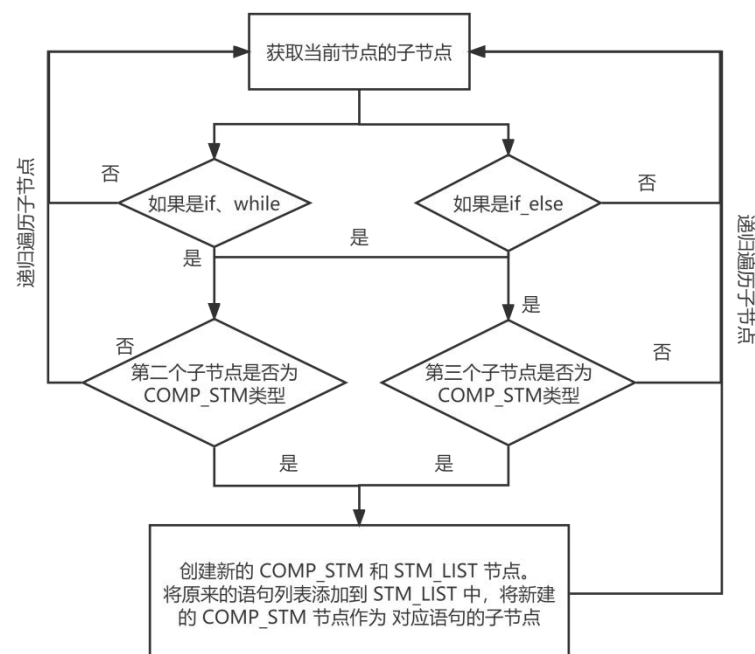 获取当前节点的子节点
否
如果是if、while
如果是if_else
否
递归遍历子节点
是
是
递归遍历子节点
是
否
第二个子节点是否为
COMP_STM类型
第三个子节点是否为
COMP_STM类型
否
是
是
创建新的 COMP_STM 和 STM_LIST 节点。
将原来的语句列表添加到 STM_LIST 中，将新建
的 COMP_STM 节点作为 对应语句的子节点